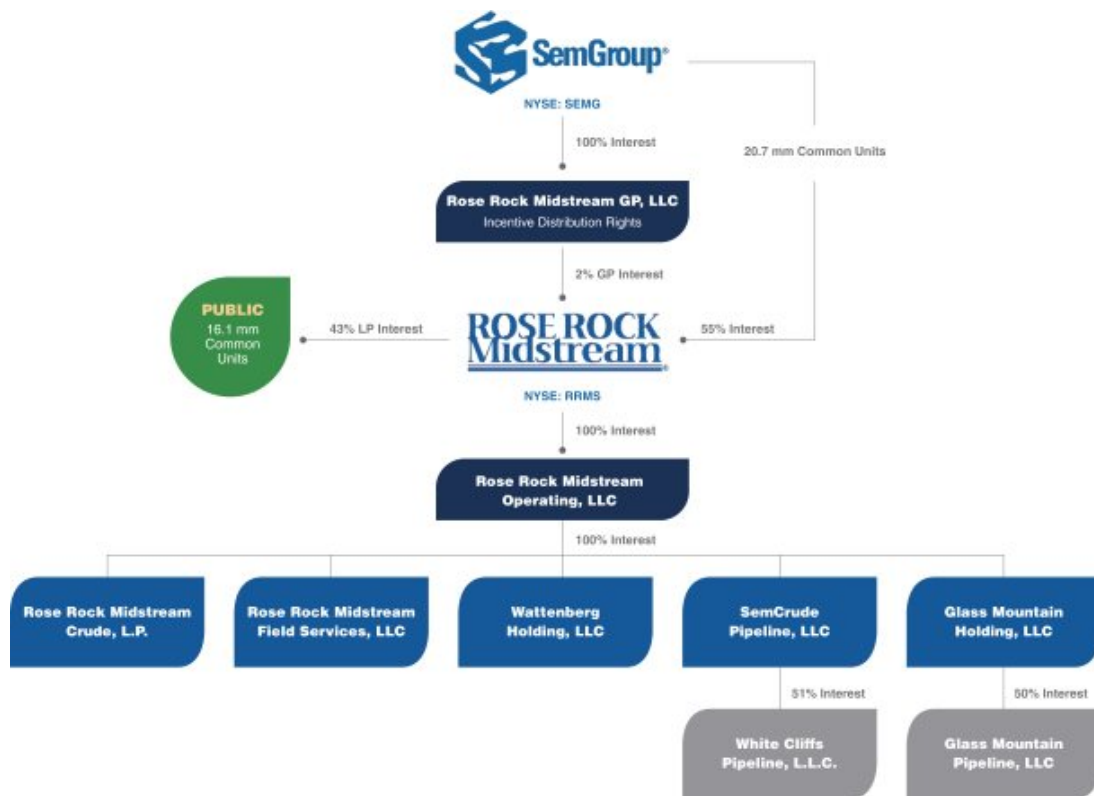 SemGroup®
NYSE: SEMG
100% Interest
20.7 mm Common Units
Rose Rock Midstream GP, LLC
Incentive Distribution Rights
2% GP Interest
PUBLIC
16.1 mm
Common
Units
43% LP Interest
ROSE ROCK
Midstream®
55% Interest
NYSE: RRMS
100% Interest
Rose Rock Midstream
Operating, LLC
100% Interest
Rose Rock Midstream
Crude, L.P.
Rose Rock Midstream
Field Services, LLC
Wattenberg
Holding, LLC
SemCrude
Pipeline, LLC
Glass Mountain
Holding, LLC
51% Interest
50% Interest
White Cliffs
Pipeline, L.L.C.
Glass Mountain
Pipeline, LLC